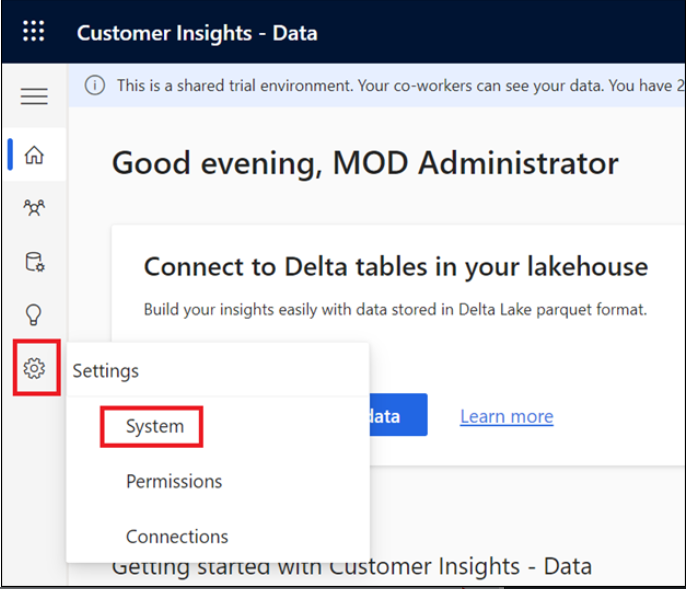 Customer Insights - Data
This is a shared trial environment. Your co-workers can see your data. You have 2
Good evening, MOD Administrator
Connect to Delta tables in your lakehouse
Build your insights easily with data stored in Delta Lake parquet format.
Settings
System
data
Learn more
Permissions
Connections
Getting started with Customer Insights - Data